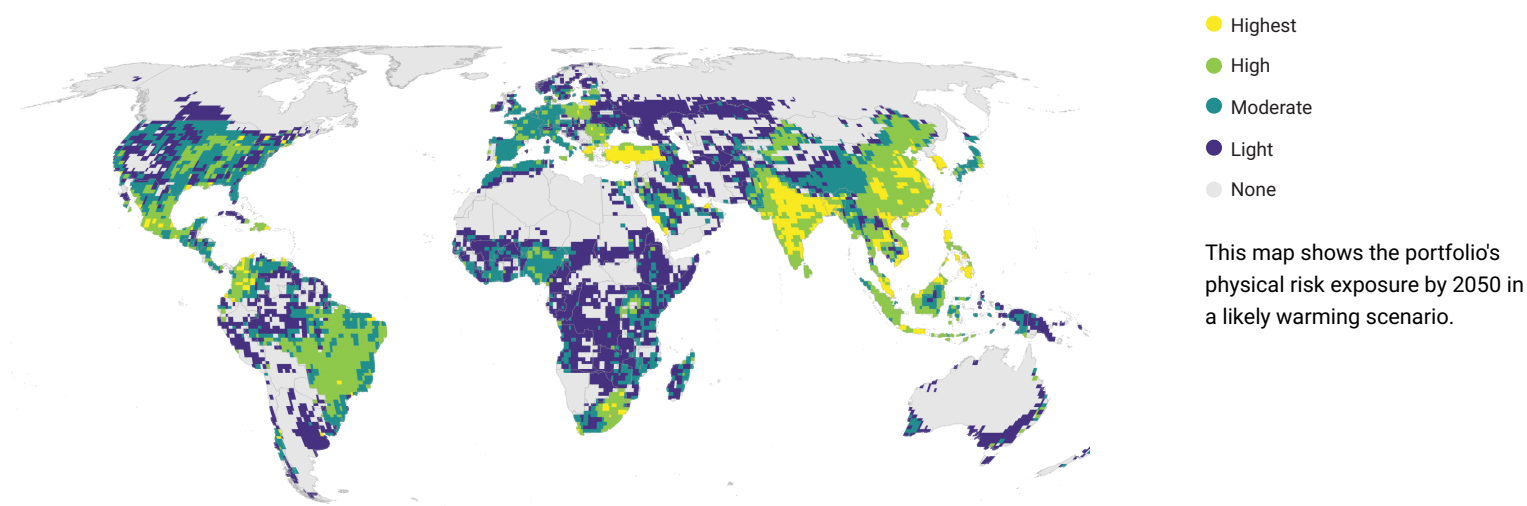 Highest
High
Moderate
Light
None
This map shows the portfolio's
physical risk exposure by 2050 in
a likely warming scenario.